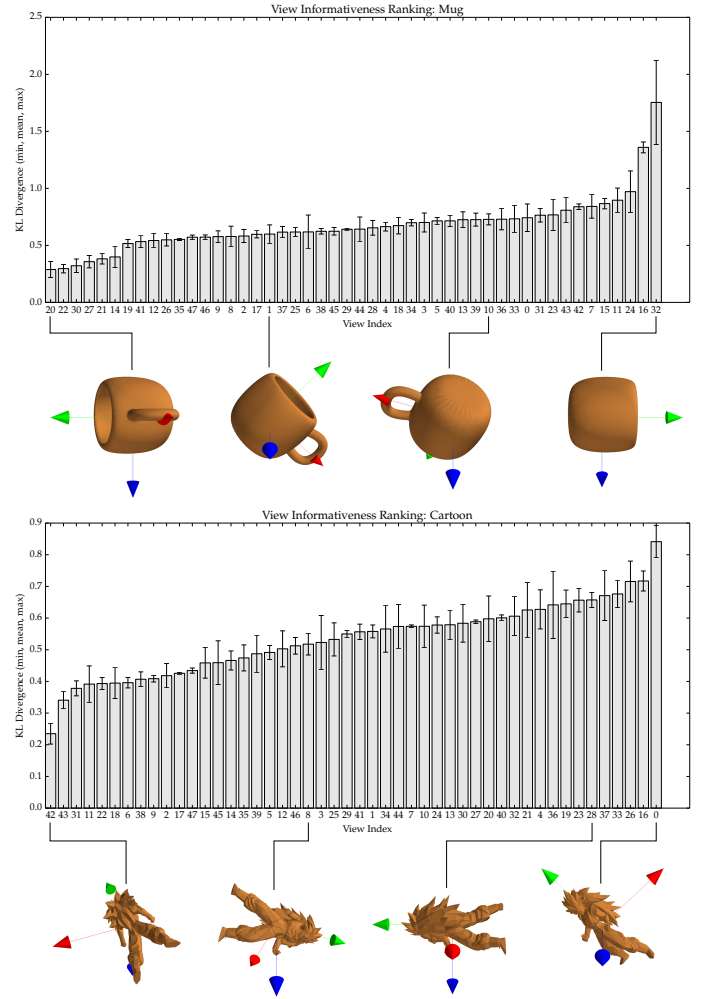 View Informativeness Ranking: Mug
2.5
2.0
1.5
1.0
0.5
0.0
KL Divergence (min, mean, max)
20 22 30 27 21 14 19 41 12 26 35 47 46 9 8 2 17 1 37 25 6 38 45 29 44 28 4 18 34 3 5 40 13 39 10 36 33 0 31 23 43 42 7 15 11 24 16 32
View Index
View Informativeness Ranking: Cartoon
0.9
0.8
0.7
0.6
0.5
0.4
0.3
0.2
0.1
0.0
KL Divergence (min, mean, max)
42 43 31 11 22 18 6 38 9 2 17 47 15 45 14 35 39 5 12 46 8 3 25 29 41 1 34 44 7 10 24 13 30 27 20 40 32 21 4 36 19 23 28 37 33 26 16 0
View Index